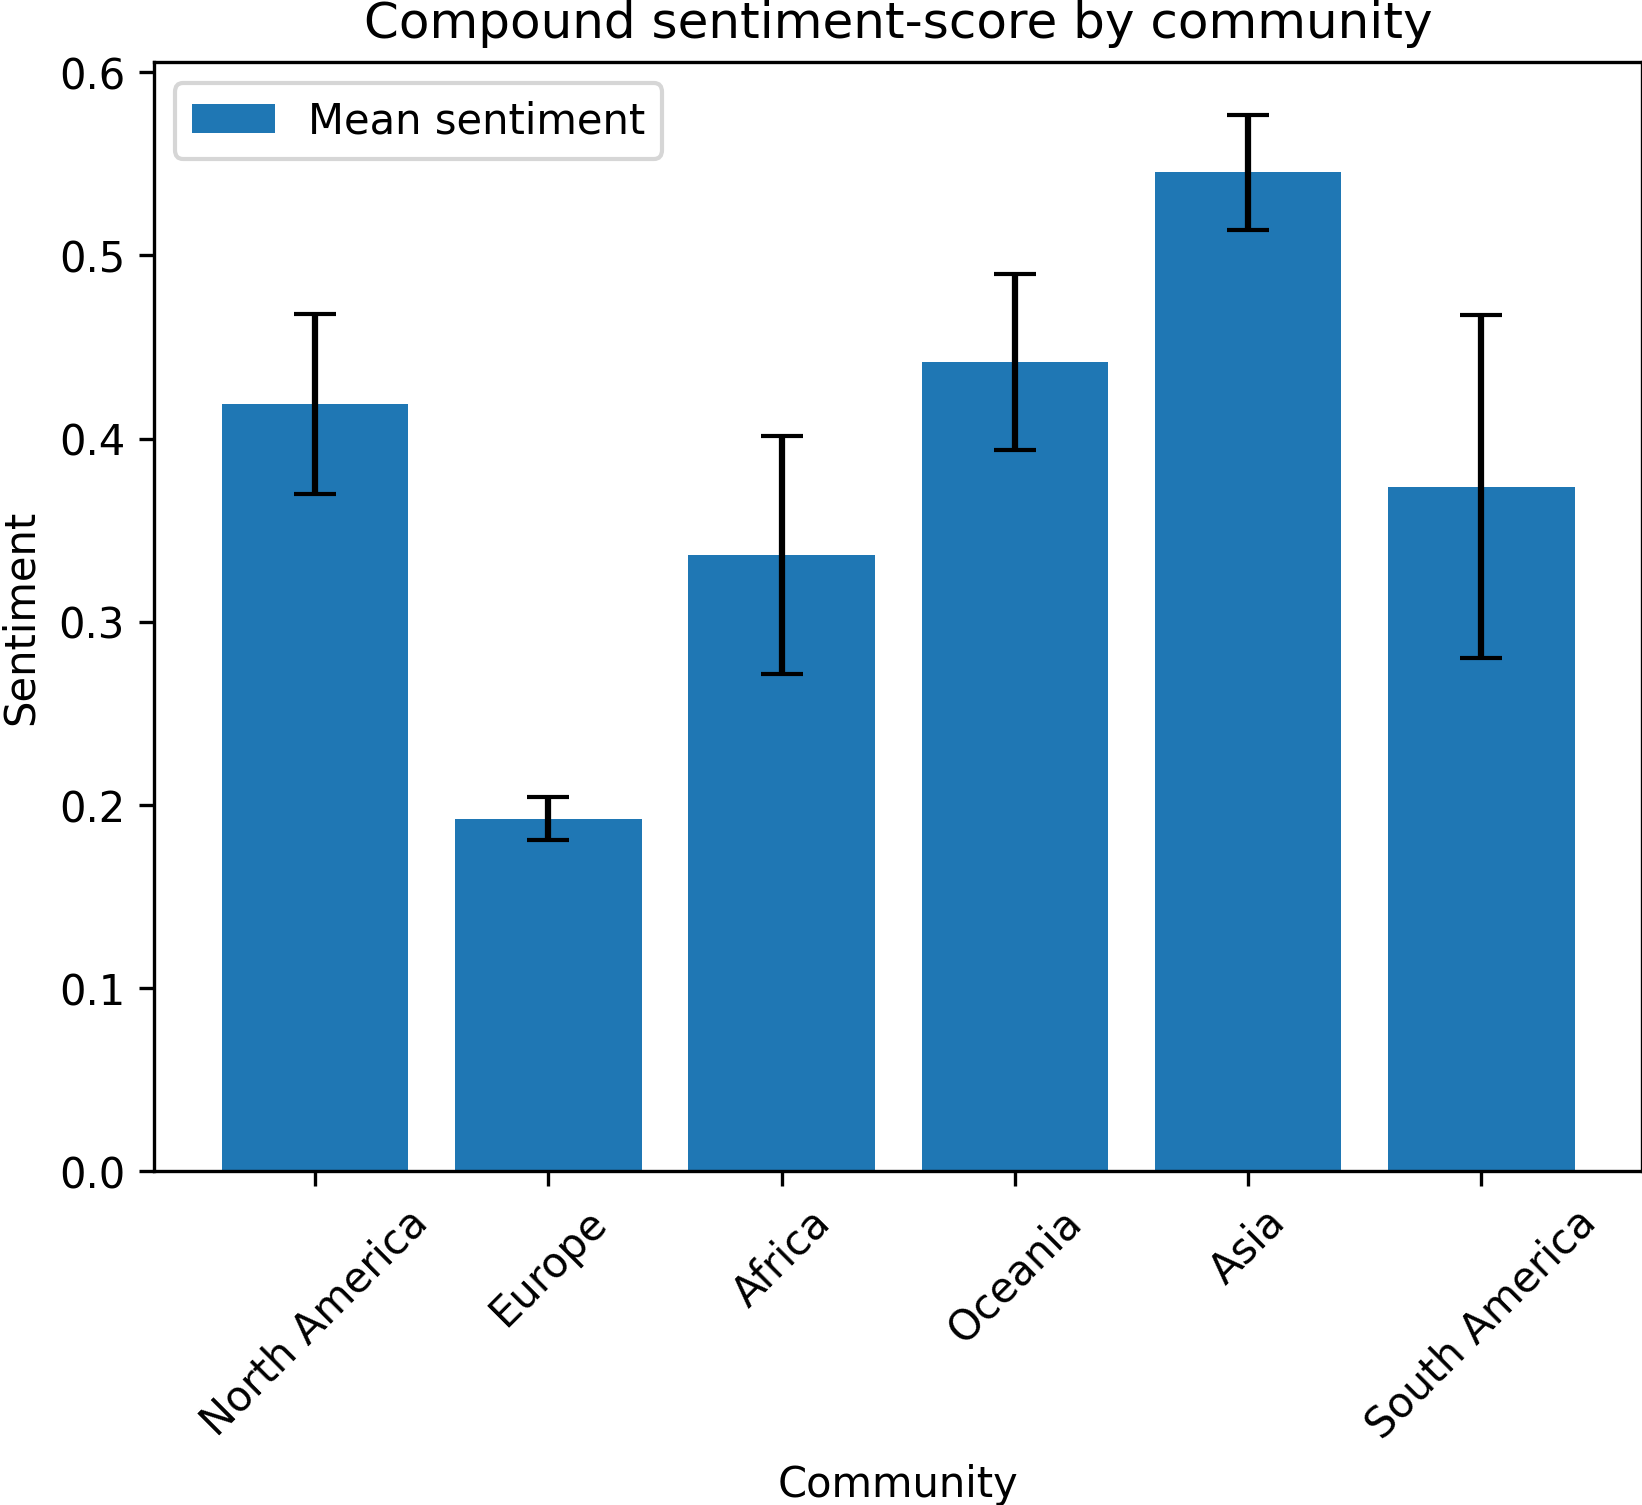 Compound sentiment-score by community
Mean sentiment
0.6
0.5
0.4
0.3
0.2
0.1
0.0
Sentiment
North America
Europe
Africa
Oceania
Asia
South America
Community